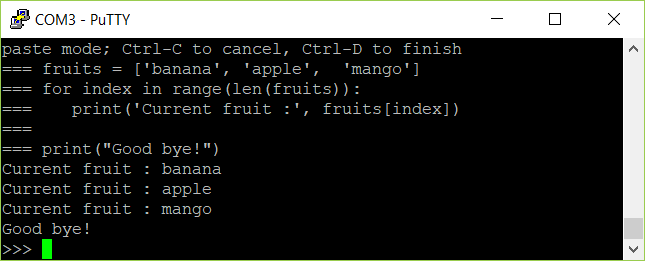 COM3 - PuTTY
paste mode; Ctrl-C to cancel, Ctrl-D to finish
=== fruits = ['banana', 'apple',  'mango']
=== for index in range(len(fruits)):
===    print('Current fruit :', fruits[index])
===
=== print("Good bye!")
Current fruit : banana
Current fruit : apple
Current fruit : mango
Good bye!
>>>